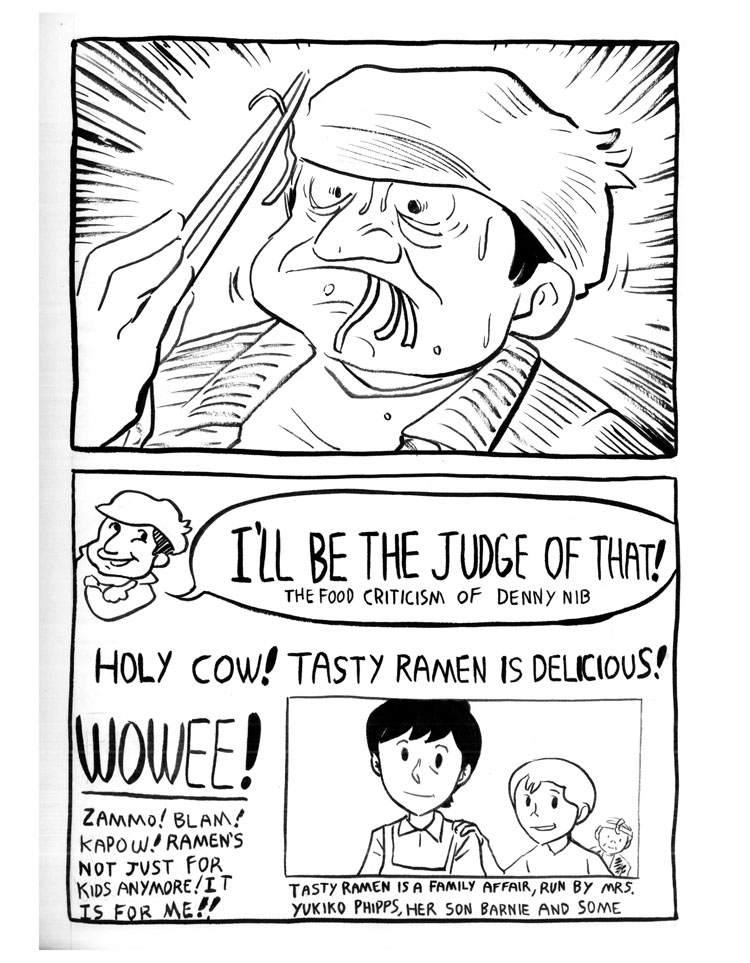 I'LL BE THE JUDGE OF THAT!
THE FOOD CRITICISM OF DENNY NIB
HOLY COW! TASTY RAMEN IS DELICIOUS!
WOWEE!
ZAMMO! BLAM!
KAPOW! RAMEN'S
NOT JUST FOR
KIDS ANYMORE! IT
IS FOR ME!!
TASTY RAMEN IS A FAMILY AFFAIR, RUN BY MRS.
YUKIKO PHIPPS, HER SON BARNIE AND SOME